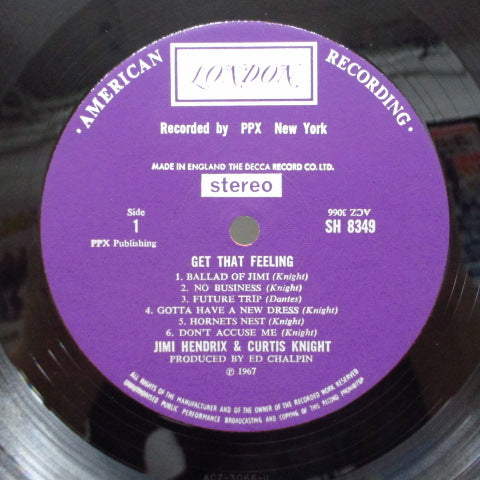 · AMERICAN RECORDING ·
LONDON
Recorded by PPX New York
MADE IN ENGLAND THE DECCA RECORD CO. LTD.
stereo
Side
1
PPX Publishing
ACZ 3066
SH 8349
GET THAT FEELING
1. BALLAD OF JIMI (Knight)
2. NO BUSINESS (Knight)
3. FUTURE TRIP (Dantes)
4. GOTTA HAVE A NEW DRESS (Knight)
5. HORNETS NEST (Knight)
6. DON'T ACCUSE ME (Knight)
JIMI HENDRIX & CURTIS KNIGHT
PRODUCED BY ED CHALPIN
℗ 1967
ALL RIGHTS OF THE MANUFACTURER AND OF THE OWNER OF THE RECORDED WORK RESERVED
UNAUTHORISED PUBLIC PERFORMANCE BROADCASTING AND COPYING OF THIS RECORD PROHIBITED